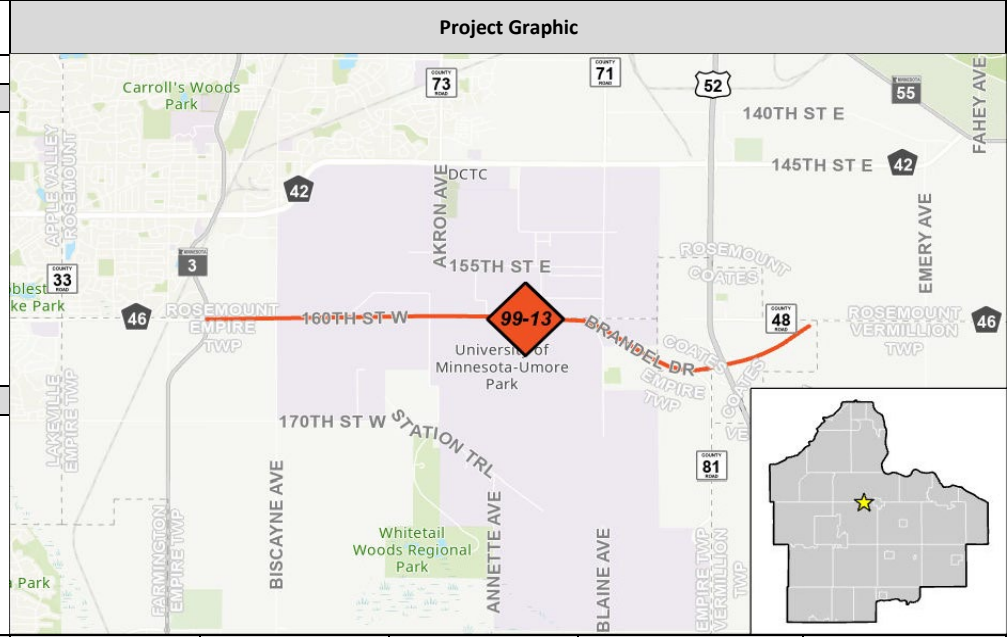 Project Graphic
Carroll's Woods
Park
COUNTY
73
ROAD
COUNTY
71
ROAD
52
MINNESOTA
55
FAHEY AVE
140TH ST E
145TH ST E
42
APPLE VALLEY
ROSEMOUNT
42
DCTC
AKRON AVE
EMERY AVE
MINNESOTA
3
155TH ST E
ROSEMOUNT
COATES
COUNTY
33
ROAD
oblest
ke Park
46
ROSEMOUNT
EMPIRE
TWP
160TH ST W
99-13
BRANDEL DR
COUNTY
48
ROAD
ROSEMOUNT
VERMILLION
TWP
46
University of
Minnesota-Umore
Park
COATES
EMPIRE
TWP
COATES
VE
LAKEVILLE
EMPIRE TWP
170TH ST W
STATION TRL
COUNTY
81
ROAD
BISCAYNE AVE
ANNETTE AVE
BLAINE AVE
FARMINGTON
EMPIRE TWP
Whitetail
Woods Regional
Park
EMPIRE TWP
VERMILLION
TWP
a Park